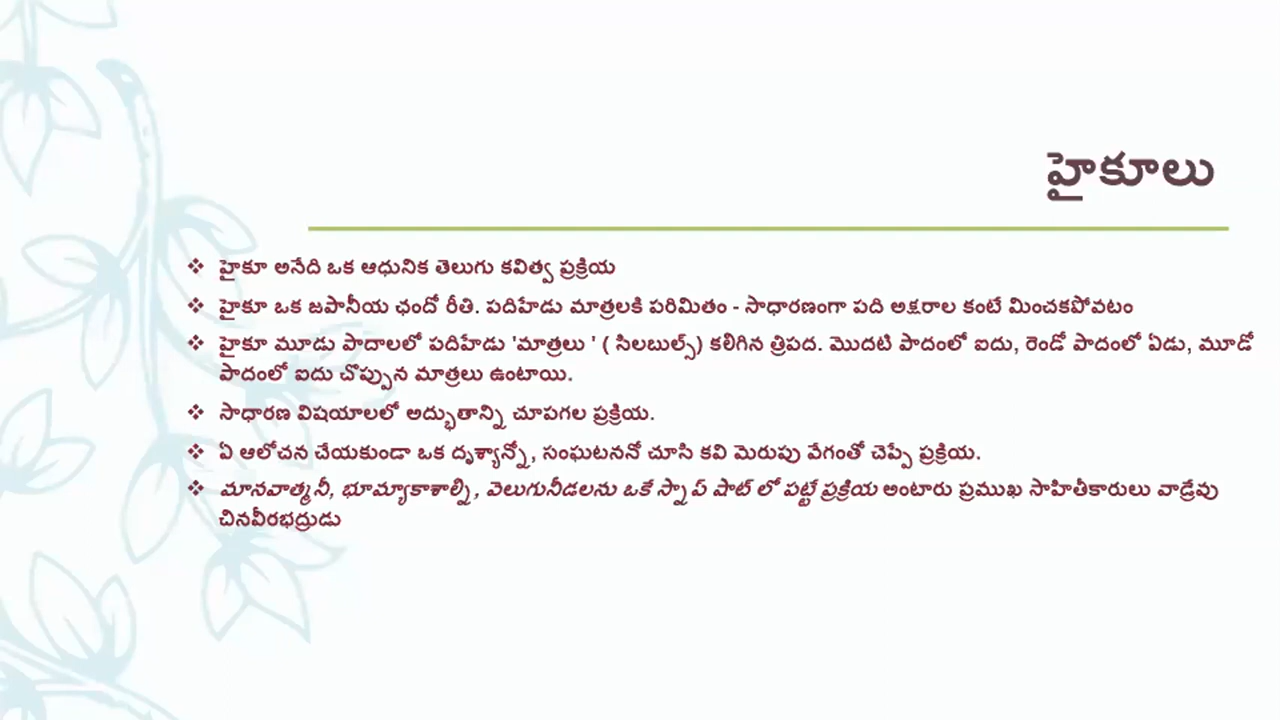 హైకూలు
❖ హైకూ అనేది ఒక ఆధునిక తెలుగు కవిత్వ ప్రక్రియ
❖ హైకూ ఒక జపానీయ ఛందో రీతి. పదిహేడు మాత్రలకి పరిమితం - సాధారణంగా పది అక్షరాల కంటే మించకపోవటం
❖ హైకూ మూడు పాదాలలో పదిహేడు 'మాత్రలు ' ( సిలబుల్స్) కలిగిన త్రిపద. మొదటి పాదంలో ఐదు, రెండో పాదంలో ఏడు, మూడో
పాదంలో ఐదు చొప్పున మాత్రలు ఉంటాయి.
❖ సాధారణ విషయాలలో అద్భుతాన్ని చూపగల ప్రక్రియ.
❖ ఏ ఆలోచన చేయకుండా ఒక దృశ్యాన్నో, సంఘటననో చూసి కవి మెరుపు వేగంతో చెప్పే ప్రక్రియ.
❖ మానవాత్మనీ, భూమ్యాకాశాల్ని, వెలుగునీడలను ఒకే స్నాప్ షాట్ లో పట్టే ప్రక్రియ అంటారు ప్రముఖ సాహితీకారులు వాడ్రేవు
చినవీరభద్రుడు